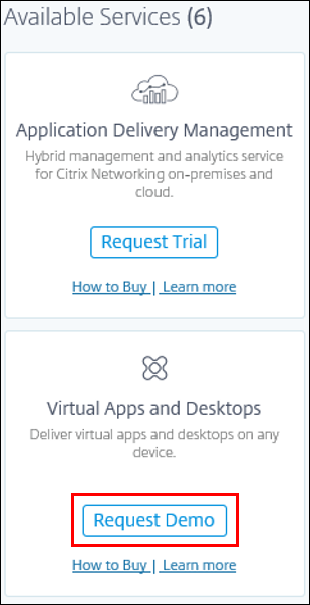 Available Services (6)
Application Delivery Management
Hybrid management and analytics service
for Citrix Networking on-premises and
cloud.
Request Trial
How to Buy | Learn more
Virtual Apps and Desktops
Deliver virtual apps and desktops on any
device.
Request Demo
How to Buy | Learn more